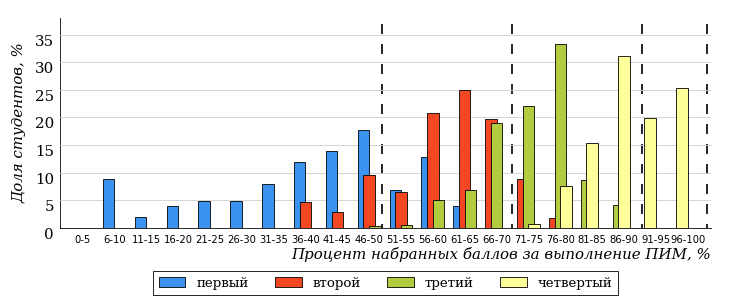 Доля студентов, %
35
30
25
20
15
10
5
0
0-5 6-10 11-15 16-20 21-25 26-30 31-35 36-40 41-45 46-50 51-55 56-60 61-65 66-70 71-75 76-80 81-85 86-90 91-95 96-100
Процент набранных баллов за выполнение ПИМ, %
первый второй третий четвертый